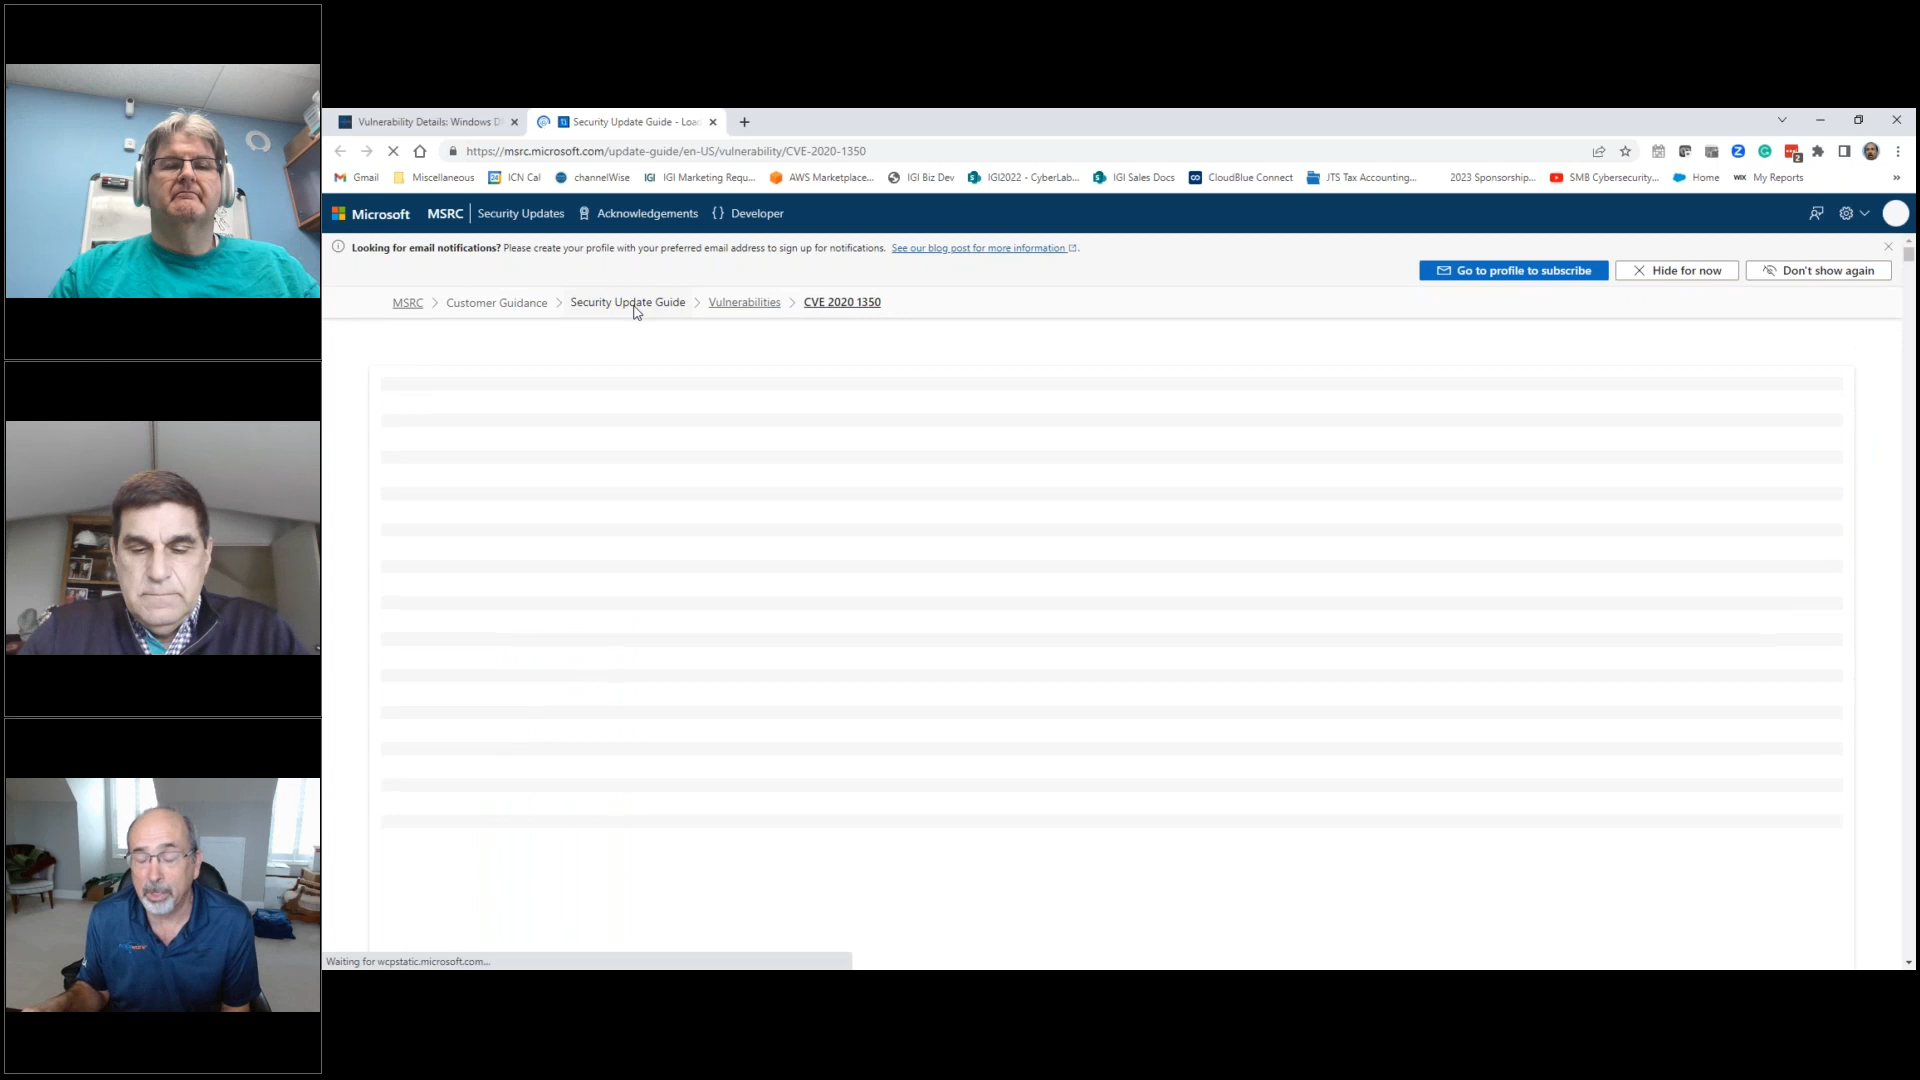 Vulnerability Details: Windows D
Security Update Guide - Loa
https://msrc.microsoft.com/update-guide/en-US/vulnerability/CVE-2020-1350
Gmail
Miscellaneous
ICN Cal
channelWise
IGI Marketing Requ...
AWS Marketplace...
IGI Biz Dev
IGI2022 - CyberLab...
IGI Sales Docs
CloudBlue Connect
JTS Tax Accounting...
2023 Sponsorship...
SMB Cybersecurity...
Home
WIX My Reports
Microsoft
MSRC
Security Updates
Acknowledgements
Developer
Looking for email notifications? Please create your profile with your preferred email address to sign up for notifications. See our blog post for more information.
Go to profile to subscribe
Hide for now
Don't show again
MSRC > Customer Guidance > Security Update Guide > Vulnerabilities > CVE 2020 1350
Waiting for wcpstatic.microsoft.com...